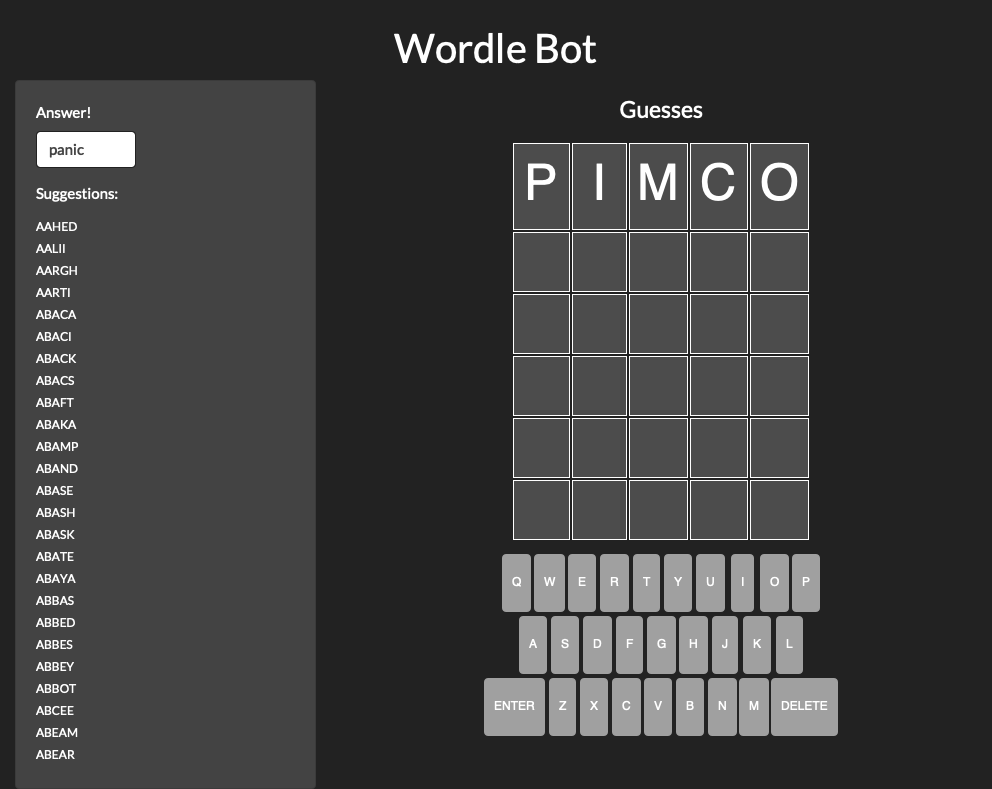 Wordle Bot
Answer!
panic
Suggestions:
AAHED
AALII
AARGH
AARTI
ABACA
ABACI
ABACK
ABACS
ABAFT
ABAKA
ABAMP
ABAND
ABASE
ABASH
ABASK
ABATE
ABAYA
ABBAS
ABBED
ABBES
ABBEY
ABBOT
ABCEE
ABEAM
ABEAR
Guesses
P I M C O
Q W E R T Y U I O P
A S D F G H J K L
ENTER Z X C V B N M DELETE